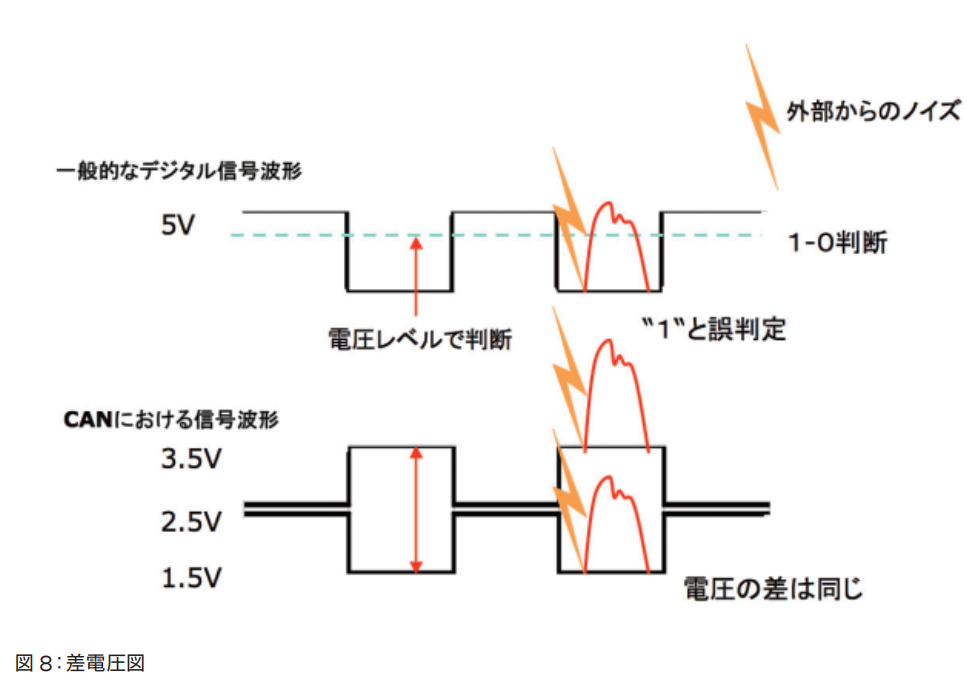 外部からのノイズ
一般的なデジタル信号波形
5V
1-0判断
電圧レベルで判断
〝1〝と誤判定
CANにおける信号波形
3.5V
2.5V
1.5V
電圧の差は同じ
図 8：差電圧図